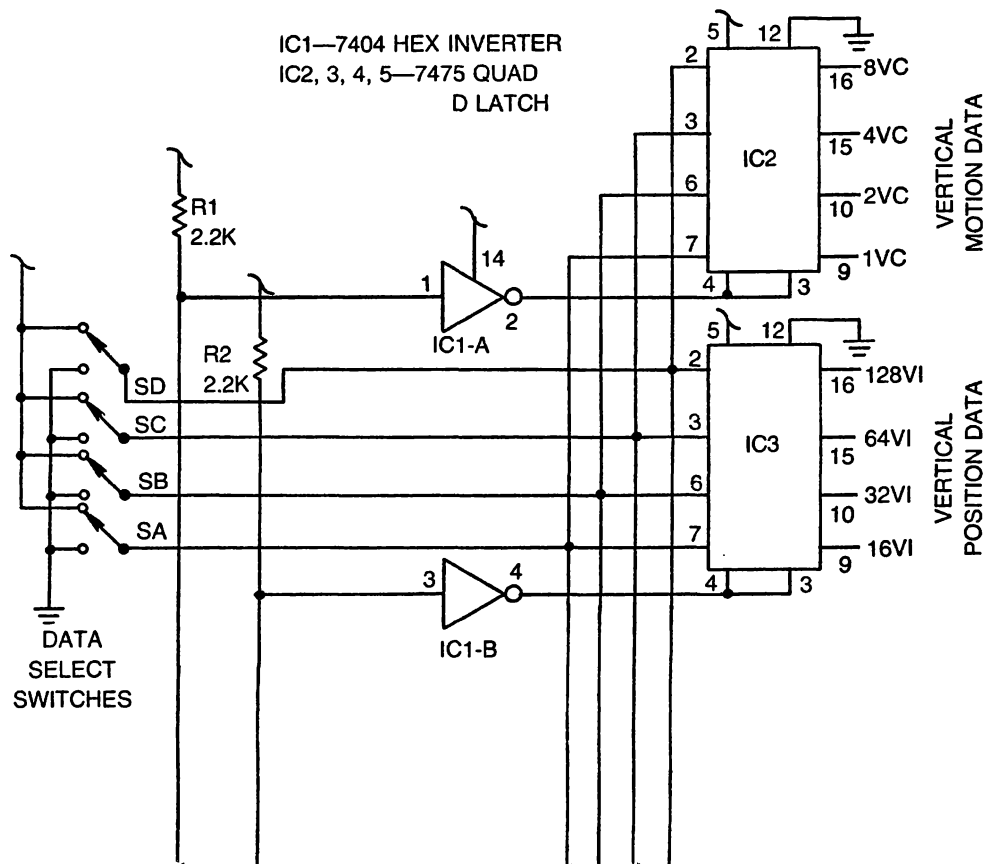 IC1—7404 HEX INVERTER
IC2, 3, 4, 5—7475 QUAD
D LATCH
5
12
2
16
8VC
3
15
4VC
IC2
6
10
2VC
7
9
1VC
4
3
VERTICAL
MOTION DATA
R1
2.2K
14
1
2
IC1-A
R2
2.2K
5
12
2
16
128VI
3
15
64VI
IC3
6
10
32VI
7
9
16VI
4
3
VERTICAL
POSITION DATA
SD
SC
SB
SA
3
4
IC1-B
DATA
SELECT
SWITCHES